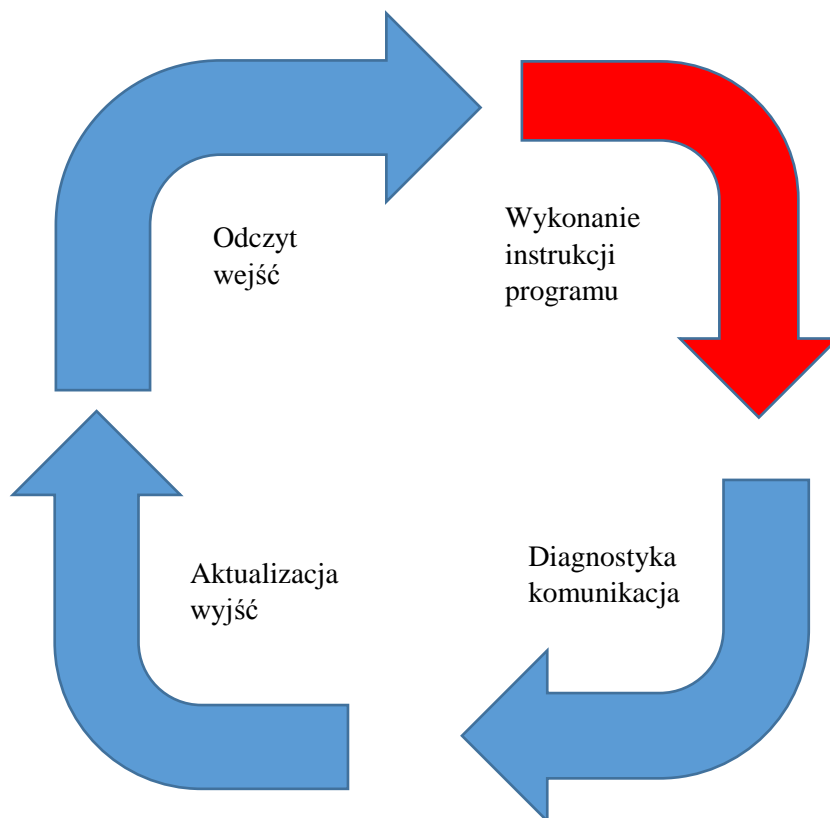 Odczyt
wejść
Wykonanie
instrukcji
programu
Diagnostyka
komunikacja
Aktualizacja
wyjść